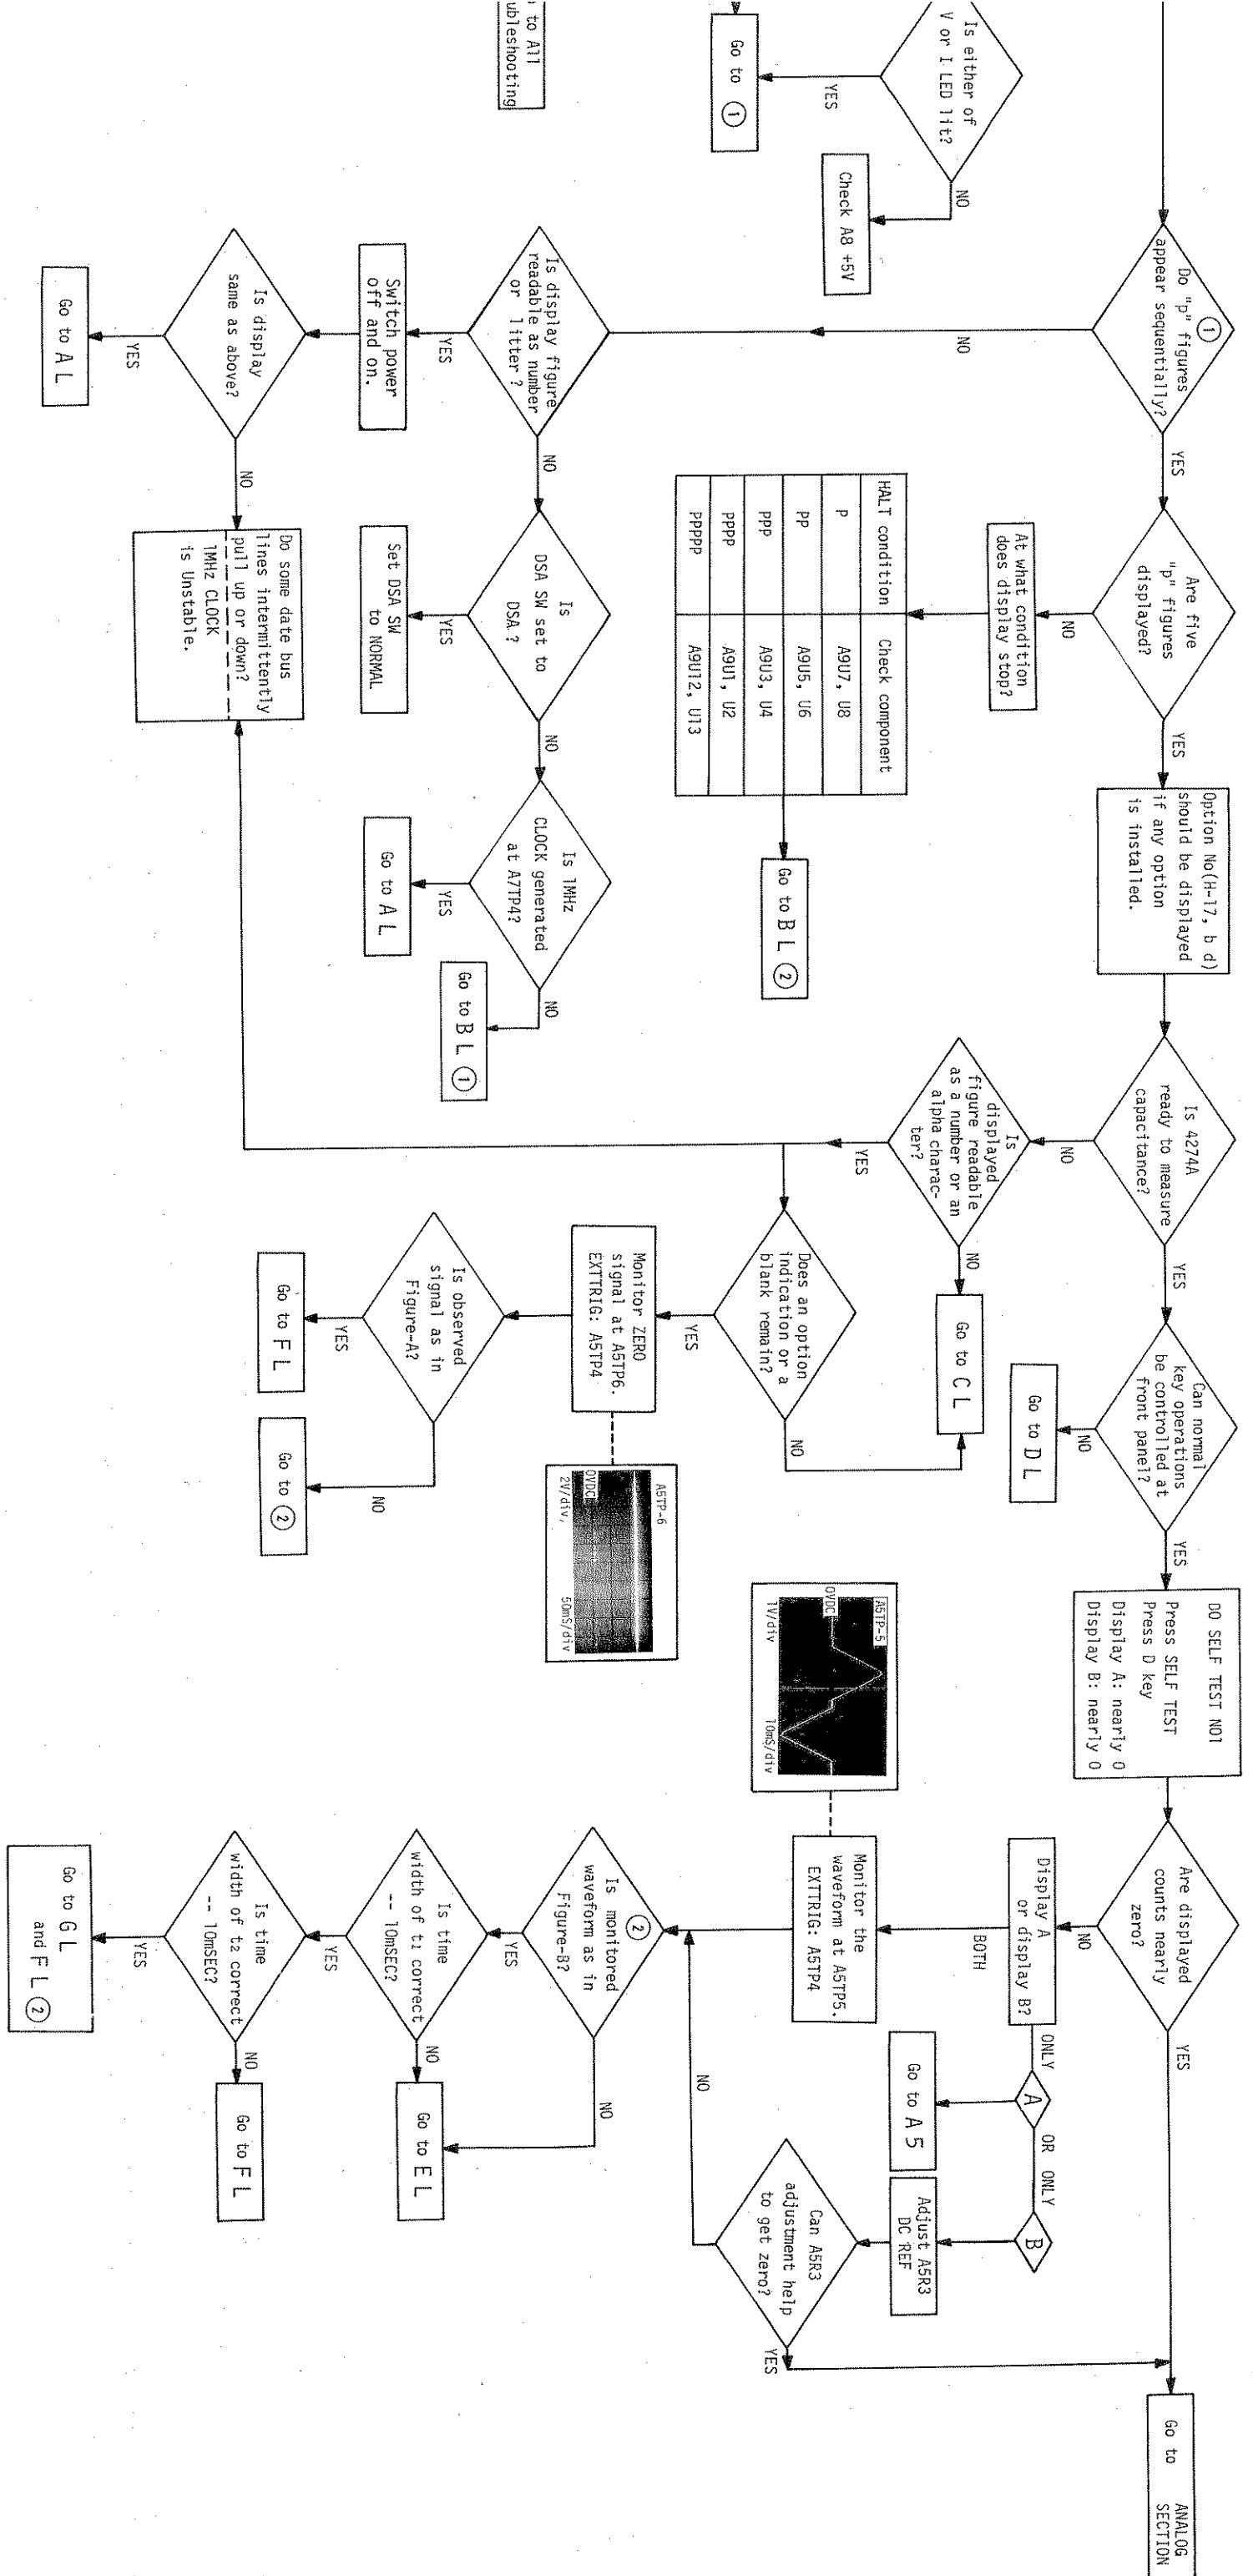 Is either of
V or I LED lit?
YES
NO
Go to ①
Check A8 +5V
to All
ubleshooting
①
Do "p" figures
appear sequentially?
YES
NO
Are five
"p" figures
displayed?
YES
NO
At what condition
does display stop?
HALT condition
Check component
P
A9U7, U8
PP
A9U5, U6
PPP
A9U3, U4
PPPP
A9U1, U2
PPPPP
A9U12, U13
Go to B L ②
Option No(H-17, b d)
should be displayed
if any option
is installed.
Is 4274A
ready to measure
capacitance?
YES
NO
Can normal
key operations
be controlled at
front panel?
YES
NO
Go to D L
DO SELF TEST NO1
Press SELF TEST
Press D key
Display A: nearly 0
Display B: nearly 0
Are displayed
counts nearly
zero?
YES
NO
Go to
ANALOG
SECTION
Display A
or display B?
ONLY
A
OR
ONLY
B
BOTH
Go to A 5
Adjust A5R3
DC REF
Can A5R3
adjustment help
to get zero?
YES
NO
Monitor the
waveform at A5TP5.
EXTTRIG: A5TP4
A5TP-5
0VDC
1V/div
10mS/div
②
Is monitored
waveform as in
Figure-B?
YES
NO
Is time
width of t₁ correct
-- 10mSEC?
YES
NO
Go to E L
Is time
width of t₂ correct
-- 10mSEC?
YES
NO
Go to F L
Go to G L
and F L ②
Is
displayed
figure readable
as a number or an
alpha charac-
ter?
YES
NO
Go to C L
Does an option
indication or a
blank remain?
YES
NO
Monitor ZERO
signal at A5TP6.
EXTTRIG: A5TP4
A5TP-6
0VDC
2V/div,
50mS/div
Is observed
signal as in
Figure-A?
YES
NO
Go to F L
Go to ②
Is display figure
readable as number
or litter ?
YES
NO
Is
DSA SW set to
DSA ?
YES
NO
Set DSA SW
to NORMAL
Is 1MHz
CLOCK generated
at A7TP4?
YES
NO
Go to A L
Go to B L ①
Switch power
off and on.
Is display
same as above?
YES
NO
Go to A L
Do some date bus
lines intermittently
pull up or down?
1MHz CLOCK
is Unstable.